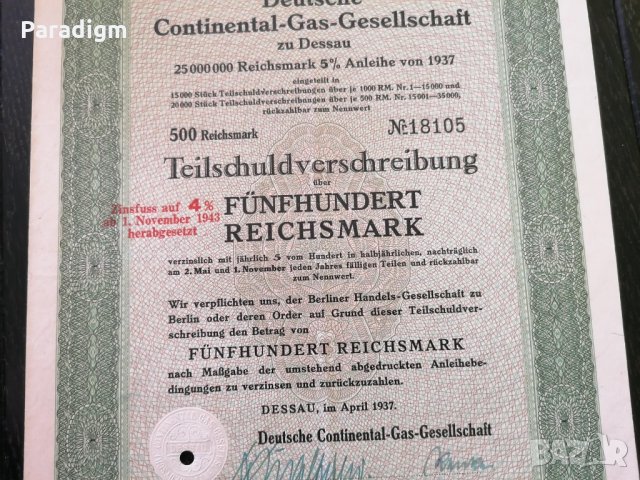 Paradigm
Deutsche
Continental-Gas-Gesellschaft
zu Dessau
25000000 Reichsmark 5% Anleihe von 1937
eingeteilt in
15000 Stück Teilschuldverschreibungen über je 1000 RM. Nr. 1—15000 und
20000 Stück Teilschuldverschreibungen über je 500 RM. Nr. 15001—35000,
rückzahlbar zum Nennwert
500 Reichsmark No 18105
Teilschuldverschreibung
über
Zinsfuss auf 4%
ab 1. November 1943
herabgesetzt
FÜNFHUNDERT
REICHSMARK
verzinslich mit jährlich 5 vom Hundert in halbjährlichen, nachträglich
am 2. Mai und 1. November jeden Jahres fälligen Teilen und rückzahlbar
zum Nennwert.
Wir verpflichten uns, der Berliner Handels-Gesellschaft zu
Berlin oder deren Order auf Grund dieser Teilschuldver-
schreibung den Betrag von
FÜNFHUNDERT REICHSMARK
nach Maßgabe der umstehend abgedruckten Anleihebe-
dingungen zu verzinsen und zurückzuzahlen.
DESSAU, im April 1937.
Deutsche Continental-Gas-Gesellschaft
BAZAR